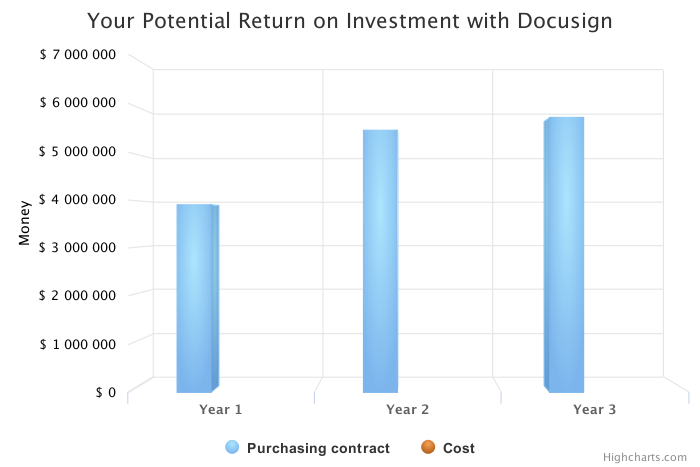 Your Potential Return on Investment with Docusign
$ 7 000 000
$ 6 000 000
$ 5 000 000
$ 4 000 000
$ 3 000 000
$ 2 000 000
$ 1 000 000
$ 0
Money
Year 1
Year 2
Year 3
Purchasing contract
Cost
Highcharts.com